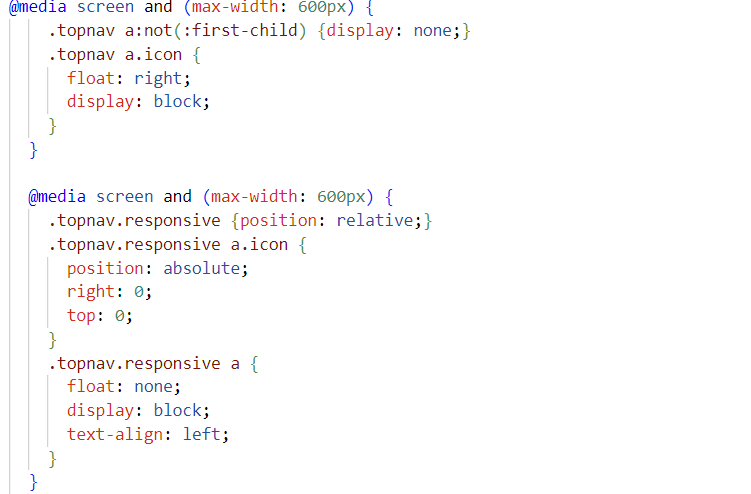 @media screen and (max-width: 600px) {
.topnav a:not(:first-child) {display: none;}
.topnav a.icon {
float: right;
display: block;
}
}
@media screen and (max-width: 600px) {
.topnav.responsive {position: relative;}
.topnav.responsive a.icon {
position: absolute;
right: 0;
top: 0;
}
.topnav.responsive a {
float: none;
display: block;
text-align: left;
}
}